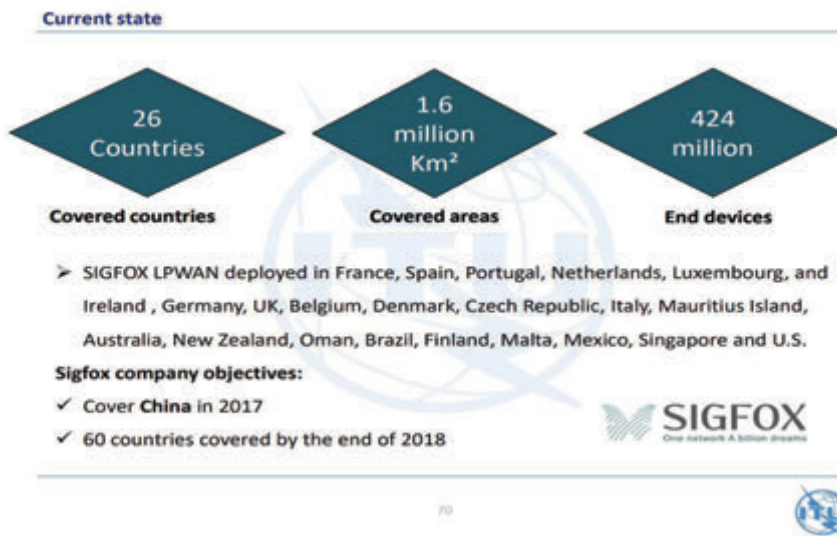 Current state
26
Countries
1.6
million
Km²
424
million
Covered countries
Covered areas
End devices
➢ SIGFOX LPWAN deployed in France, Spain, Portugal, Netherlands, Luxembourg, and
Ireland , Germany, UK, Belgium, Denmark, Czech Republic, Italy, Mauritius Island,
Australia, New Zealand, Oman, Brazil, Finland, Malta, Mexico, Singapore and U.S.
Sigfox company objectives:
✓ Cover China in 2017
✓ 60 countries covered by the end of 2018
SIGFOX
One network A billion dreams
70
ITU
ITU